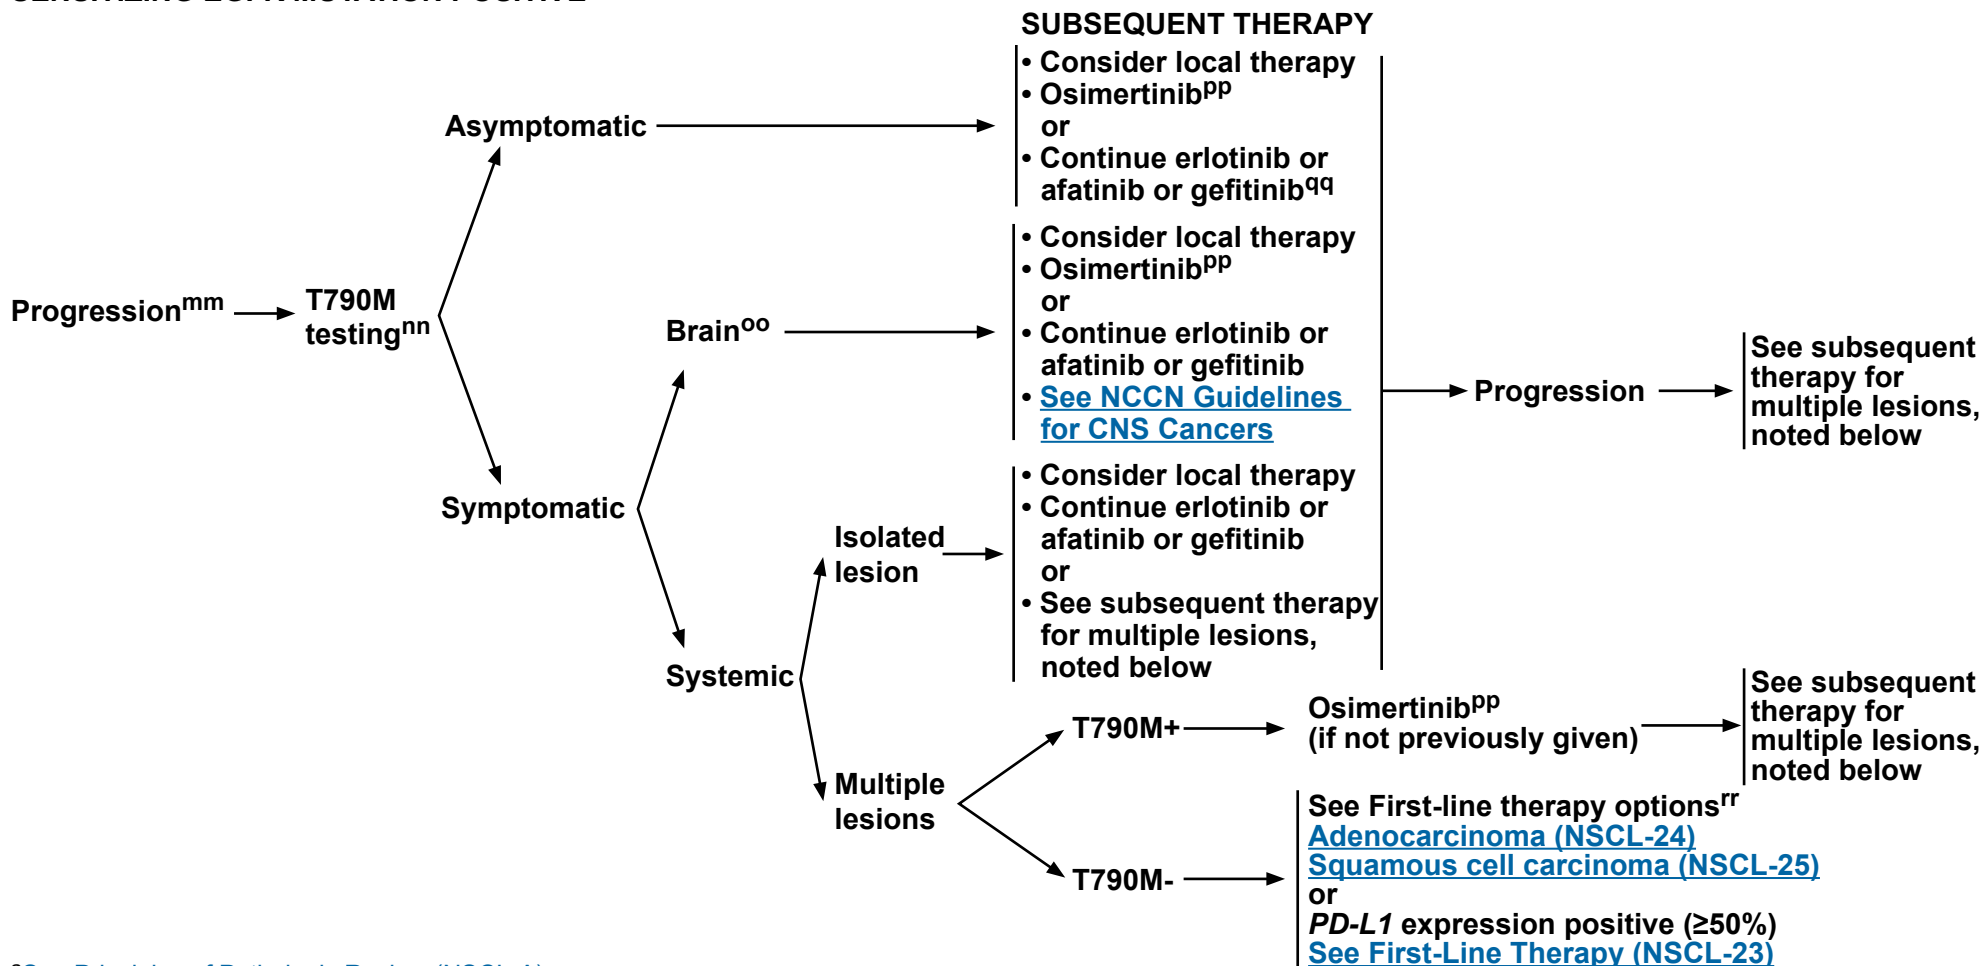 SUBSEQUENT THERAPY
• Consider local therapy
• Osimertinibpp
or
• Continue erlotinib or
afatinib or gefitinibqq
Asymptomatic
• Consider local therapy
• Osimertinibpp
or
• Continue erlotinib or
afatinib or gefitinib
• See NCCN Guidelines
for CNS Cancers
Progressionmm
T790M
testingnn
Brainoo
Progression
See subsequent
therapy for
multiple lesions,
noted below
Symptomatic
Isolated
lesion
• Consider local therapy
• Continue erlotinib or
afatinib or gefitinib
or
• See subsequent therapy
for multiple lesions,
noted below
Systemic
Multiple
lesions
T790M+
Osimertinibpp
(if not previously given)
See subsequent
therapy for
multiple lesions,
noted below
T790M-
See First-line therapy optionsrr
Adenocarcinoma (NSCL-24)
Squamous cell carcinoma (NSCL-25)
or
PD-L1 expression positive (≥50%)
See First-Line Therapy (NSCL-23)